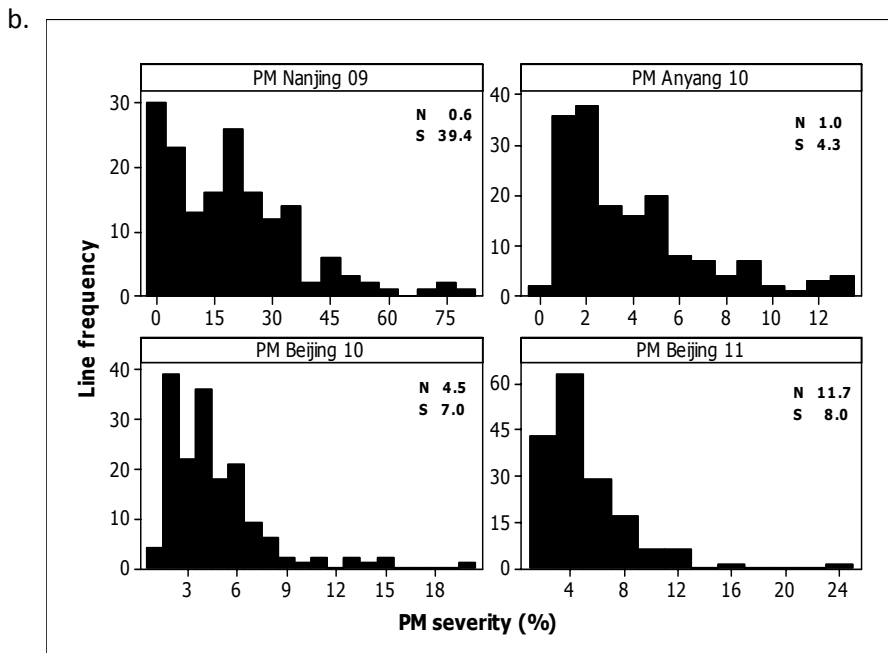 b.
PM Nanjing 09
PM Anyang 10
30
20
10
0
N 0.6
S 39.4
40
30
20
10
0
N 1.0
S 4.3
0 15 30 45 60 75
0 2 4 6 8 10 12
Line frequency
PM Beijing 10
PM Beijing 11
40
30
20
10
0
N 4.5
S 7.0
60
45
30
15
0
N 11.7
S 8.0
3 6 9 12 15 18
4 8 12 16 20 24
PM severity (%)